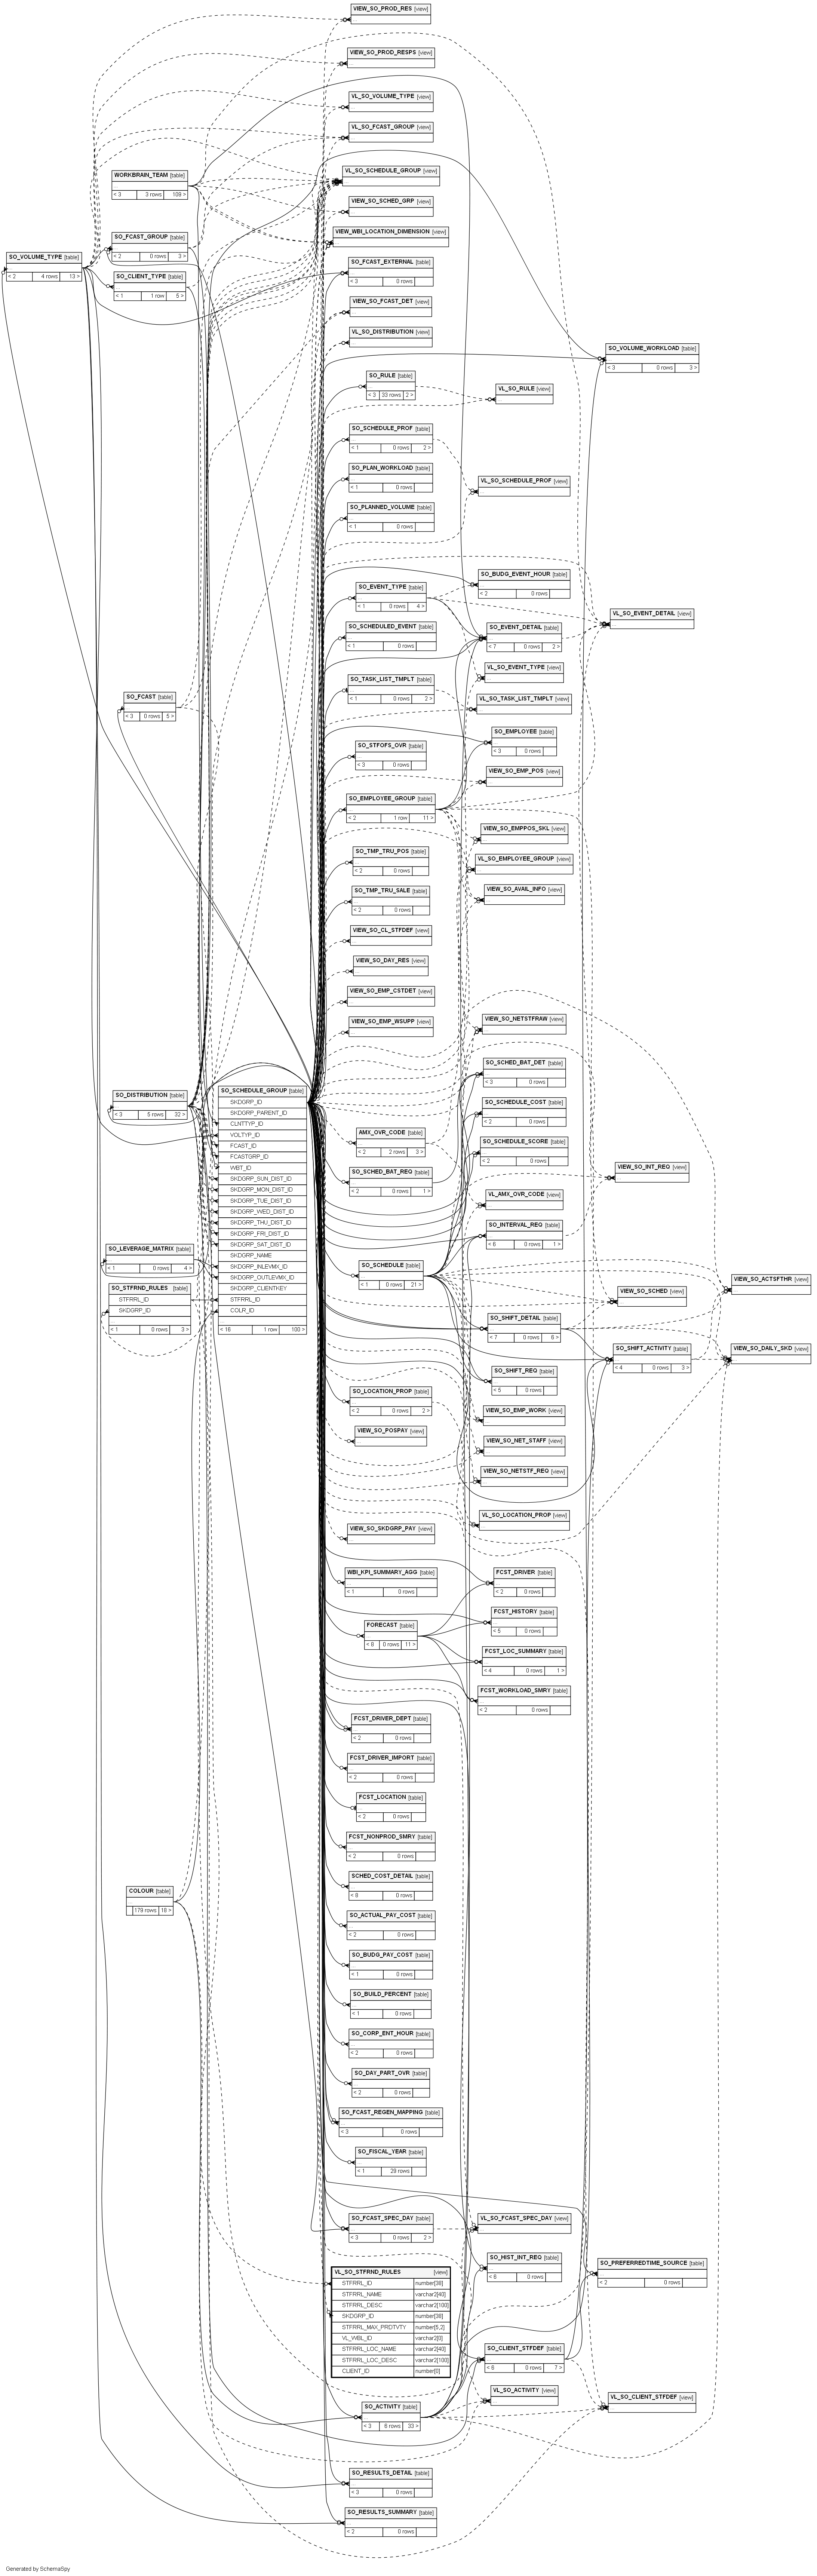 VIEW_SO_PROD_RES [view]
...
VIEW_SO_PROD_RESPS [view]
...
VL_SO_VOLUME_TYPE [view]
...
VL_SO_FCAST_GROUP [view]
...
WORKBRAIN_TEAM [table]
...
< 3 3 rows 109 >
VL_SO_SCHEDULE_GROUP [view]
...
VIEW_SO_SCHED_GRP [view]
...
SO_FCAST_GROUP [table]
...
< 2 0 rows 3 >
VIEW_WBI_LOCATION_DIMENSION [view]
...
SO_VOLUME_TYPE [table]
...
< 2 4 rows 13 >
SO_CLIENT_TYPE [table]
...
< 1 1 row 5 >
SO_FCAST_EXTERNAL [table]
...
< 3 0 rows
VIEW_SO_FCAST_DET [view]
...
VL_SO_DISTRIBUTION [view]
...
SO_VOLUME_WORKLOAD [table]
...
< 3 0 rows 3 >
SO_RULE [table]
...
< 3 33 rows 2 >
VL_SO_RULE [view]
...
SO_SCHEDULE_PROF [table]
...
< 1 0 rows 2 >
SO_PLAN_WORKLOAD [table]
...
< 1 0 rows
VL_SO_SCHEDULE_PROF [view]
...
SO_PLANNED_VOLUME [table]
...
< 1 0 rows
SO_BUDG_EVENT_HOUR [table]
...
< 2 0 rows
SO_EVENT_TYPE [table]
...
< 1 0 rows 4 >
VL_SO_EVENT_DETAIL [view]
...
SO_SCHEDULED_EVENT [table]
...
< 1 0 rows
SO_EVENT_DETAIL [table]
...
< 7 0 rows 2 >
VL_SO_EVENT_TYPE [view]
...
SO_TASK_LIST_TMPLT [table]
...
< 1 0 rows 2 >
VL_SO_TASK_LIST_TMPLT [view]
...
SO_FCAST [table]
...
< 3 0 rows 5 >
SO_EMPLOYEE [table]
...
< 3 0 rows
SO_STFOFS_OVR [table]
...
< 3 0 rows
VIEW_SO_EMP_POS [view]
...
SO_EMPLOYEE_GROUP [table]
...
< 2 1 row 11 >
VIEW_SO_EMPPOS_SKL [view]
...
SO_TMP_TRU_POS [table]
...
< 2 0 rows
VL_SO_EMPLOYEE_GROUP [view]
...
SO_TMP_TRU_SALE [table]
...
< 2 0 rows
VIEW_SO_AVAIL_INFO [view]
...
VIEW_SO_CL_STFDEF [view]
...
VIEW_SO_DAY_RES [view]
...
VIEW_SO_EMP_CSTDET [view]
...
VIEW_SO_EMP_WSUPP [view]
...
VIEW_SO_NETSTFRAW [view]
...
SO_SCHED_BAT_DET [table]
...
< 3 0 rows
SO_DISTRIBUTION [table]
...
< 3 5 rows 32 >
SO_SCHEDULE_GROUP [table]
SKDGRP_ID
SKDGRP_PARENT_ID
CLNTTYP_ID
VOLTYP_ID
FCAST_ID
FCASTGRP_ID
WBT_ID
SKDGRP_SUN_DIST_ID
SKDGRP_MON_DIST_ID
SKDGRP_TUE_DIST_ID
SKDGRP_WED_DIST_ID
SKDGRP_THU_DIST_ID
SKDGRP_FRI_DIST_ID
SKDGRP_SAT_DIST_ID
SKDGRP_NAME
SKDGRP_INLEVMX_ID
SKDGRP_OUTLEVMX_ID
SKDGRP_CLIENTKEY
STFRRL_ID
COLR_ID
...
< 16 1 row 100 >
SO_SCHEDULE_COST [table]
...
< 2 0 rows
AMX_OVR_CODE [table]
...
< 2 2 rows 3 >
SO_SCHEDULE_SCORE [table]
...
< 2 0 rows
SO_SCHED_BAT_REQ [table]
...
< 2 0 rows 1 >
VIEW_SO_INT_REQ [view]
...
VL_AMX_OVR_CODE [view]
...
SO_INTERVAL_REQ [table]
...
< 6 0 rows 1 >
SO_LEVERAGE_MATRIX [table]
...
< 1 0 rows 4 >
SO_SCHEDULE [table]
...
< 1 0 rows 21 >
VIEW_SO_ACTSFTHR [view]
...
SO_STFRND_RULES [table]
STFRRL_ID
SKDGRP_ID
...
< 1 0 rows 3 >
VIEW_SO_SCHED [view]
...
SO_SHIFT_DETAIL [table]
...
< 7 0 rows 6 >
SO_SHIFT_ACTIVITY [table]
...
< 4 0 rows 3 >
VIEW_SO_DAILY_SKD [view]
...
SO_SHIFT_REQ [table]
...
< 5 0 rows
SO_LOCATION_PROP [table]
...
< 2 0 rows 2 >
VIEW_SO_EMP_WORK [view]
...
VIEW_SO_POSPAY [view]
...
VIEW_SO_NET_STAFF [view]
...
VIEW_SO_NETSTF_REQ [view]
...
VL_SO_LOCATION_PROP [view]
...
VIEW_SO_SKDGRP_PAY [view]
...
WBI_KPI_SUMMARY_AGG [table]
...
< 1 0 rows
FCST_DRIVER [table]
...
< 2 0 rows
FORECAST [table]
...
< 8 0 rows 11 >
FCST_HISTORY [table]
...
< 5 0 rows
FCST_LOC_SUMMARY [table]
...
< 4 0 rows 1 >
FCST_WORKLOAD_SMRY [table]
...
< 2 0 rows
FCST_DRIVER_DEPT [table]
...
< 2 0 rows
FCST_DRIVER_IMPORT [table]
...
< 2 0 rows
FCST_LOCATION [table]
...
< 2 0 rows
FCST_NONPROD_SMRY [table]
...
< 2 0 rows
SCHED_COST_DETAIL [table]
...
< 8 0 rows
COLOUR [table]
...
179 rows 18 >
SO_ACTUAL_PAY_COST [table]
...
< 2 0 rows
SO_BUDG_PAY_COST [table]
...
< 1 0 rows
SO_BUILD_PERCENT [table]
...
< 1 0 rows
SO_CORP_ENT_HOUR [table]
...
< 2 0 rows
SO_DAY_PART_OVR [table]
...
< 2 0 rows
SO_FCAST_REGEN_MAPPING [table]
...
< 3 0 rows
SO_FISCAL_YEAR [table]
...
< 1 29 rows
SO_FCAST_SPEC_DAY [table]
...
< 3 0 rows 2 >
VL_SO_FCAST_SPEC_DAY [view]
...
SO_HIST_INT_REQ [table]
...
< 6 0 rows
SO_PREFERREDTIME_SOURCE [table]
...
< 2 0 rows
VL_SO_STFRND_RULES [view]
STFRRL_ID number[38]
STFRRL_NAME varchar2[40]
STFRRL_DESC varchar2[100]
SKDGRP_ID number[38]
STFRRL_MAX_PRDTVTY number[5,2]
VL_WBL_ID varchar2[0]
STFRRL_LOC_NAME varchar2[40]
STFRRL_LOC_DESC varchar2[100]
CLIENT_ID number[0]
SO_CLIENT_STFDEF [table]
...
< 6 0 rows 7 >
VL_SO_ACTIVITY [view]
...
VL_SO_CLIENT_STFDEF [view]
...
SO_ACTIVITY [table]
...
< 3 6 rows 33 >
SO_RESULTS_DETAIL [table]
...
< 3 0 rows
SO_RESULTS_SUMMARY [table]
...
< 2 0 rows
Generated by SchemaSpy